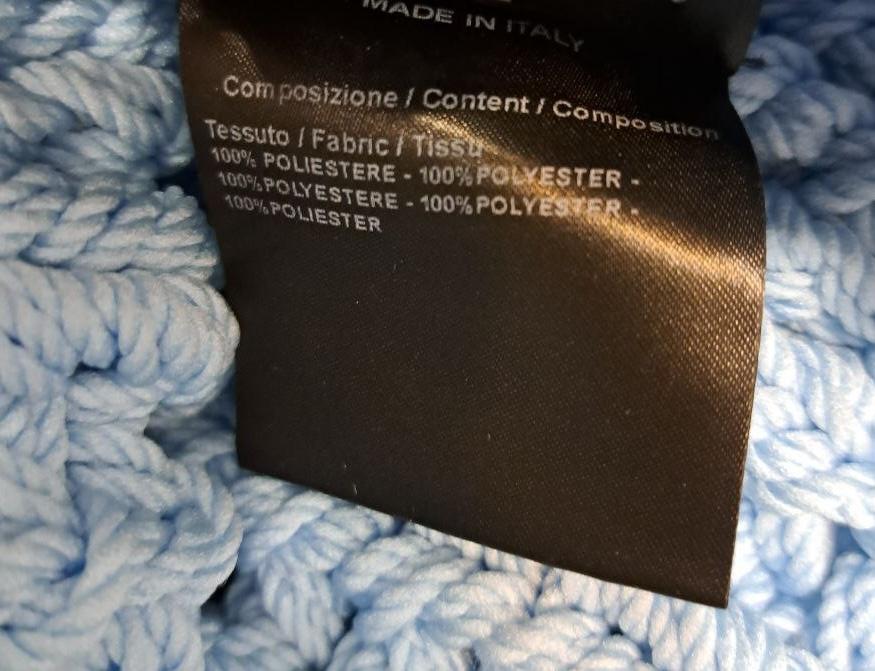 MADE IN ITALY
Composizione / Content / Composition
Tessuto / Fabric / Tissu
100% POLIESTERE - 100% POLYESTER -
100% POLYESTERE - 100% POLYESTER -
100% POLIESTER